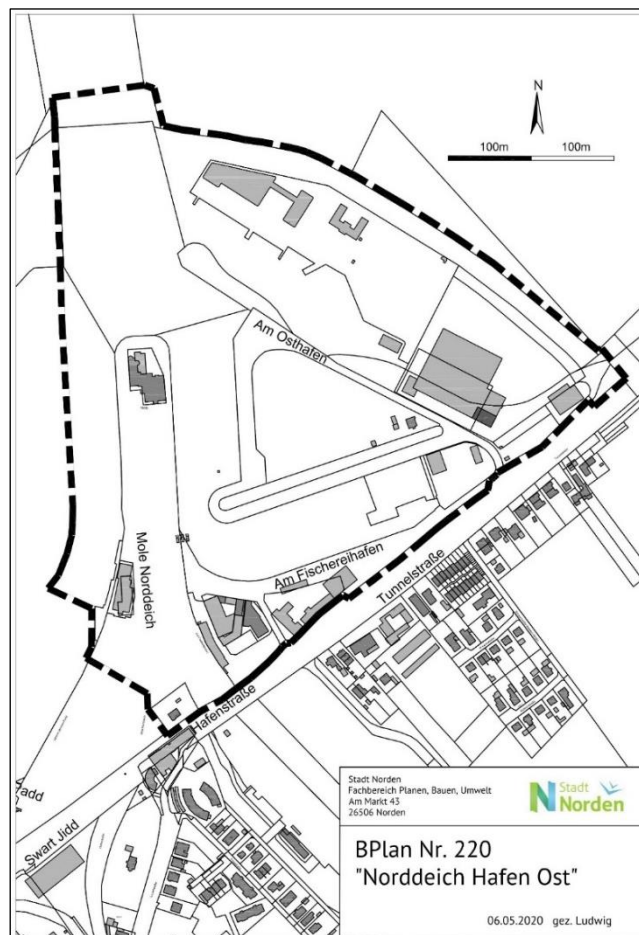 N
100m 100m
Am Osthafen
Mole Norddeich
Am Fischereihafen
Tunnelstraße
Hafenstraße
Swart Jidd
Stadt Norden
Fachbereich Planen, Bauen, Umwelt
Am Markt 43
26506 Norden
N Stadt
Norden
BPlan Nr. 220
"Norddeich Hafen Ost"
06.05.2020 gez. Ludwig